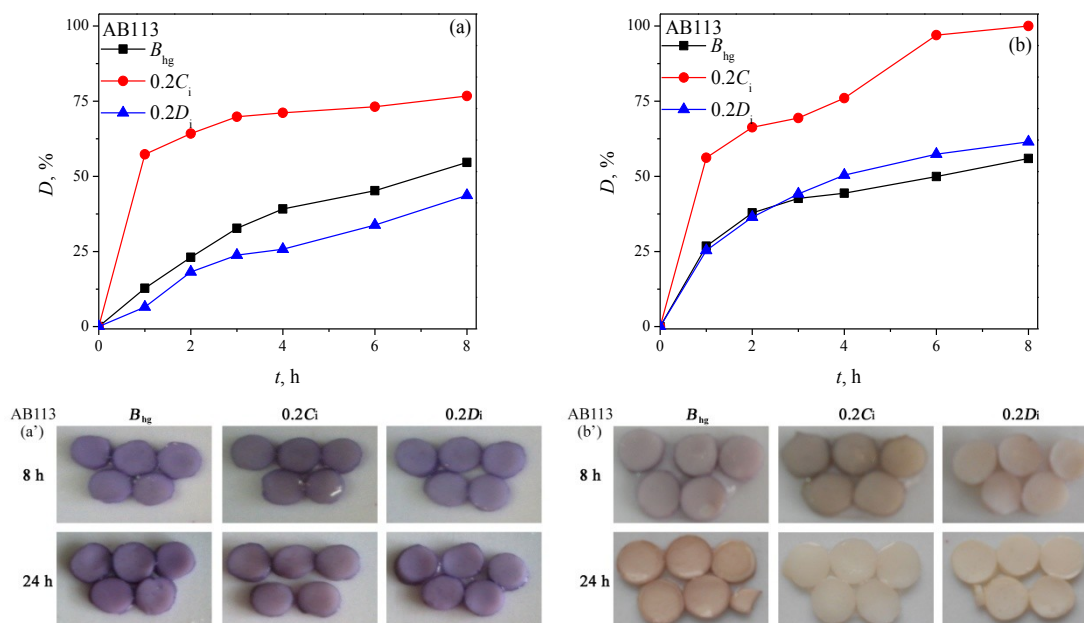 AB113
(a)
B_hg
0.2C_i
0.2D_i
100
75
50
25
0
D, %
0 2 4 6 8
t, h
AB113
(b)
B_hg
0.2C_i
0.2D_i
100
75
50
25
0
D, %
0 2 4 6 8
t, h
AB113 B_hg 0.2Ci 0.2Di
(a')
8 h
24 h
AB113 B_hg 0.2Ci 0.2Di
(b')
8 h
24 h